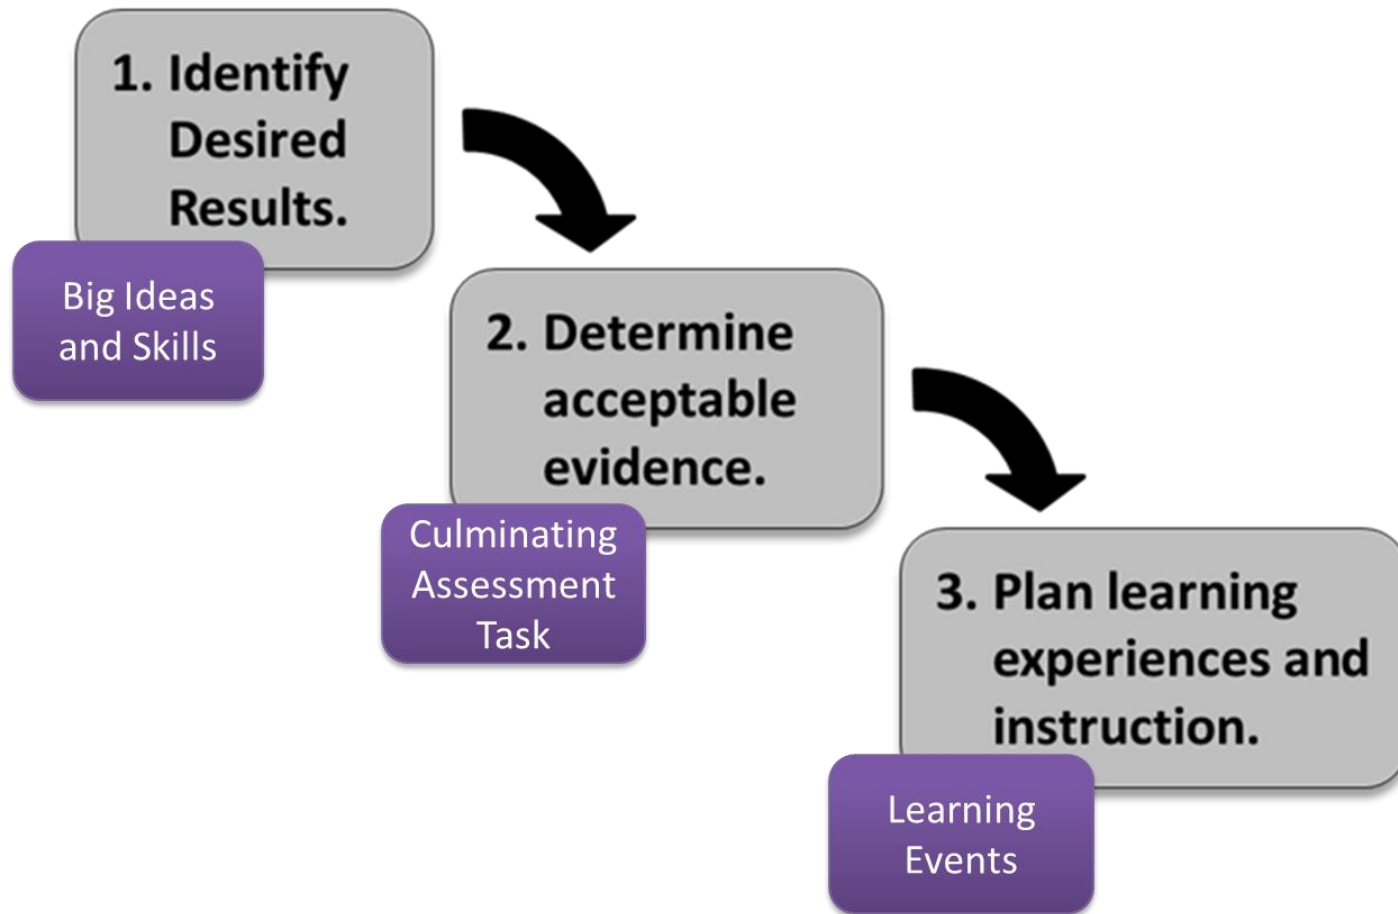 1. Identify
Desired
Results.
Big Ideas
and Skills
2. Determine
acceptable
evidence.
Culminating
Assessment
Task
3. Plan learning
experiences and
instruction.
Learning
Events